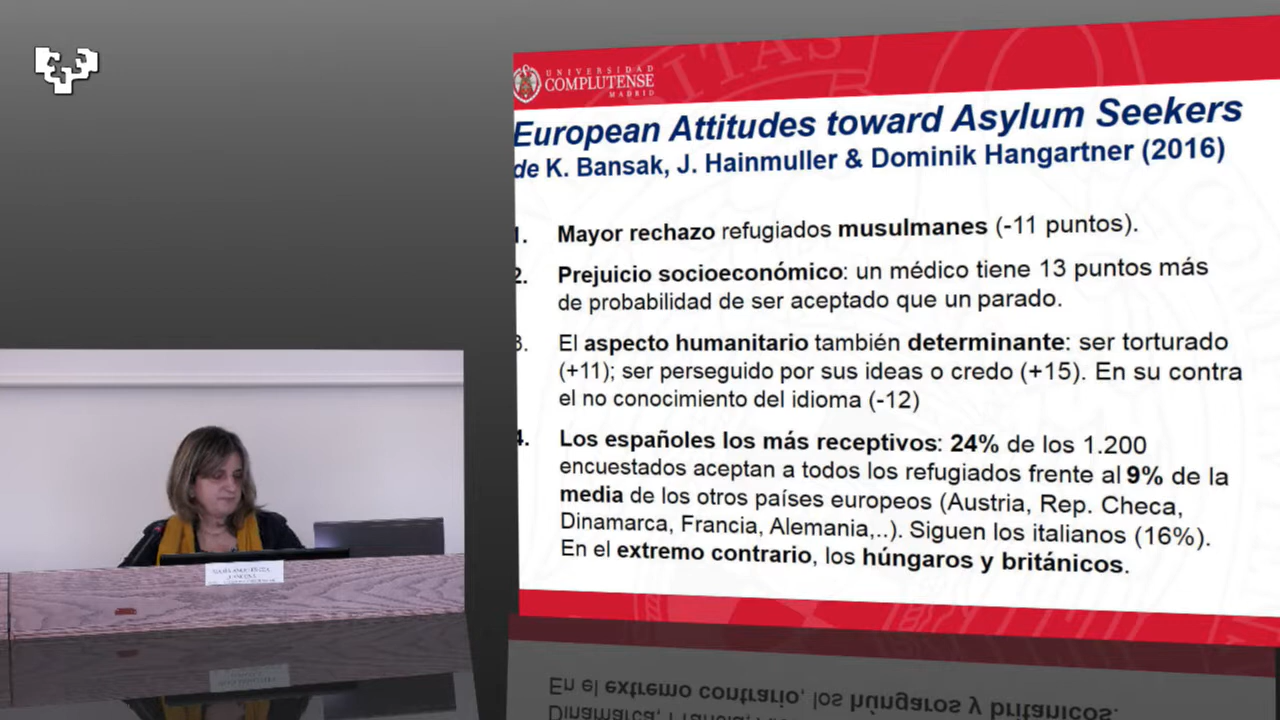 UNIVERSIDAD
COMPLUTENSE
MADRID
European Attitudes toward Asylum Seekers
de K. Bansak, J. Hainmuller & Dominik Hangartner (2016)
1. Mayor rechazo refugiados musulmanes (-11 puntos).
2. Prejuicio socioeconómico: un médico tiene 13 puntos más
de probabilidad de ser aceptado que un parado.
3. El aspecto humanitario también determinante: ser torturado
(+11); ser perseguido por sus ideas o credo (+15). En su contra
el no conocimiento del idioma (-12)
4. Los españoles los más receptivos: 24% de los 1.200
encuestados aceptan a todos los refugiados frente al 9% de la
media de los otros países europeos (Austria, Rep. Checa,
Dinamarca, Francia, Alemania,..). Siguen los italianos (16%).
En el extremo contrario, los húngaros y británicos.